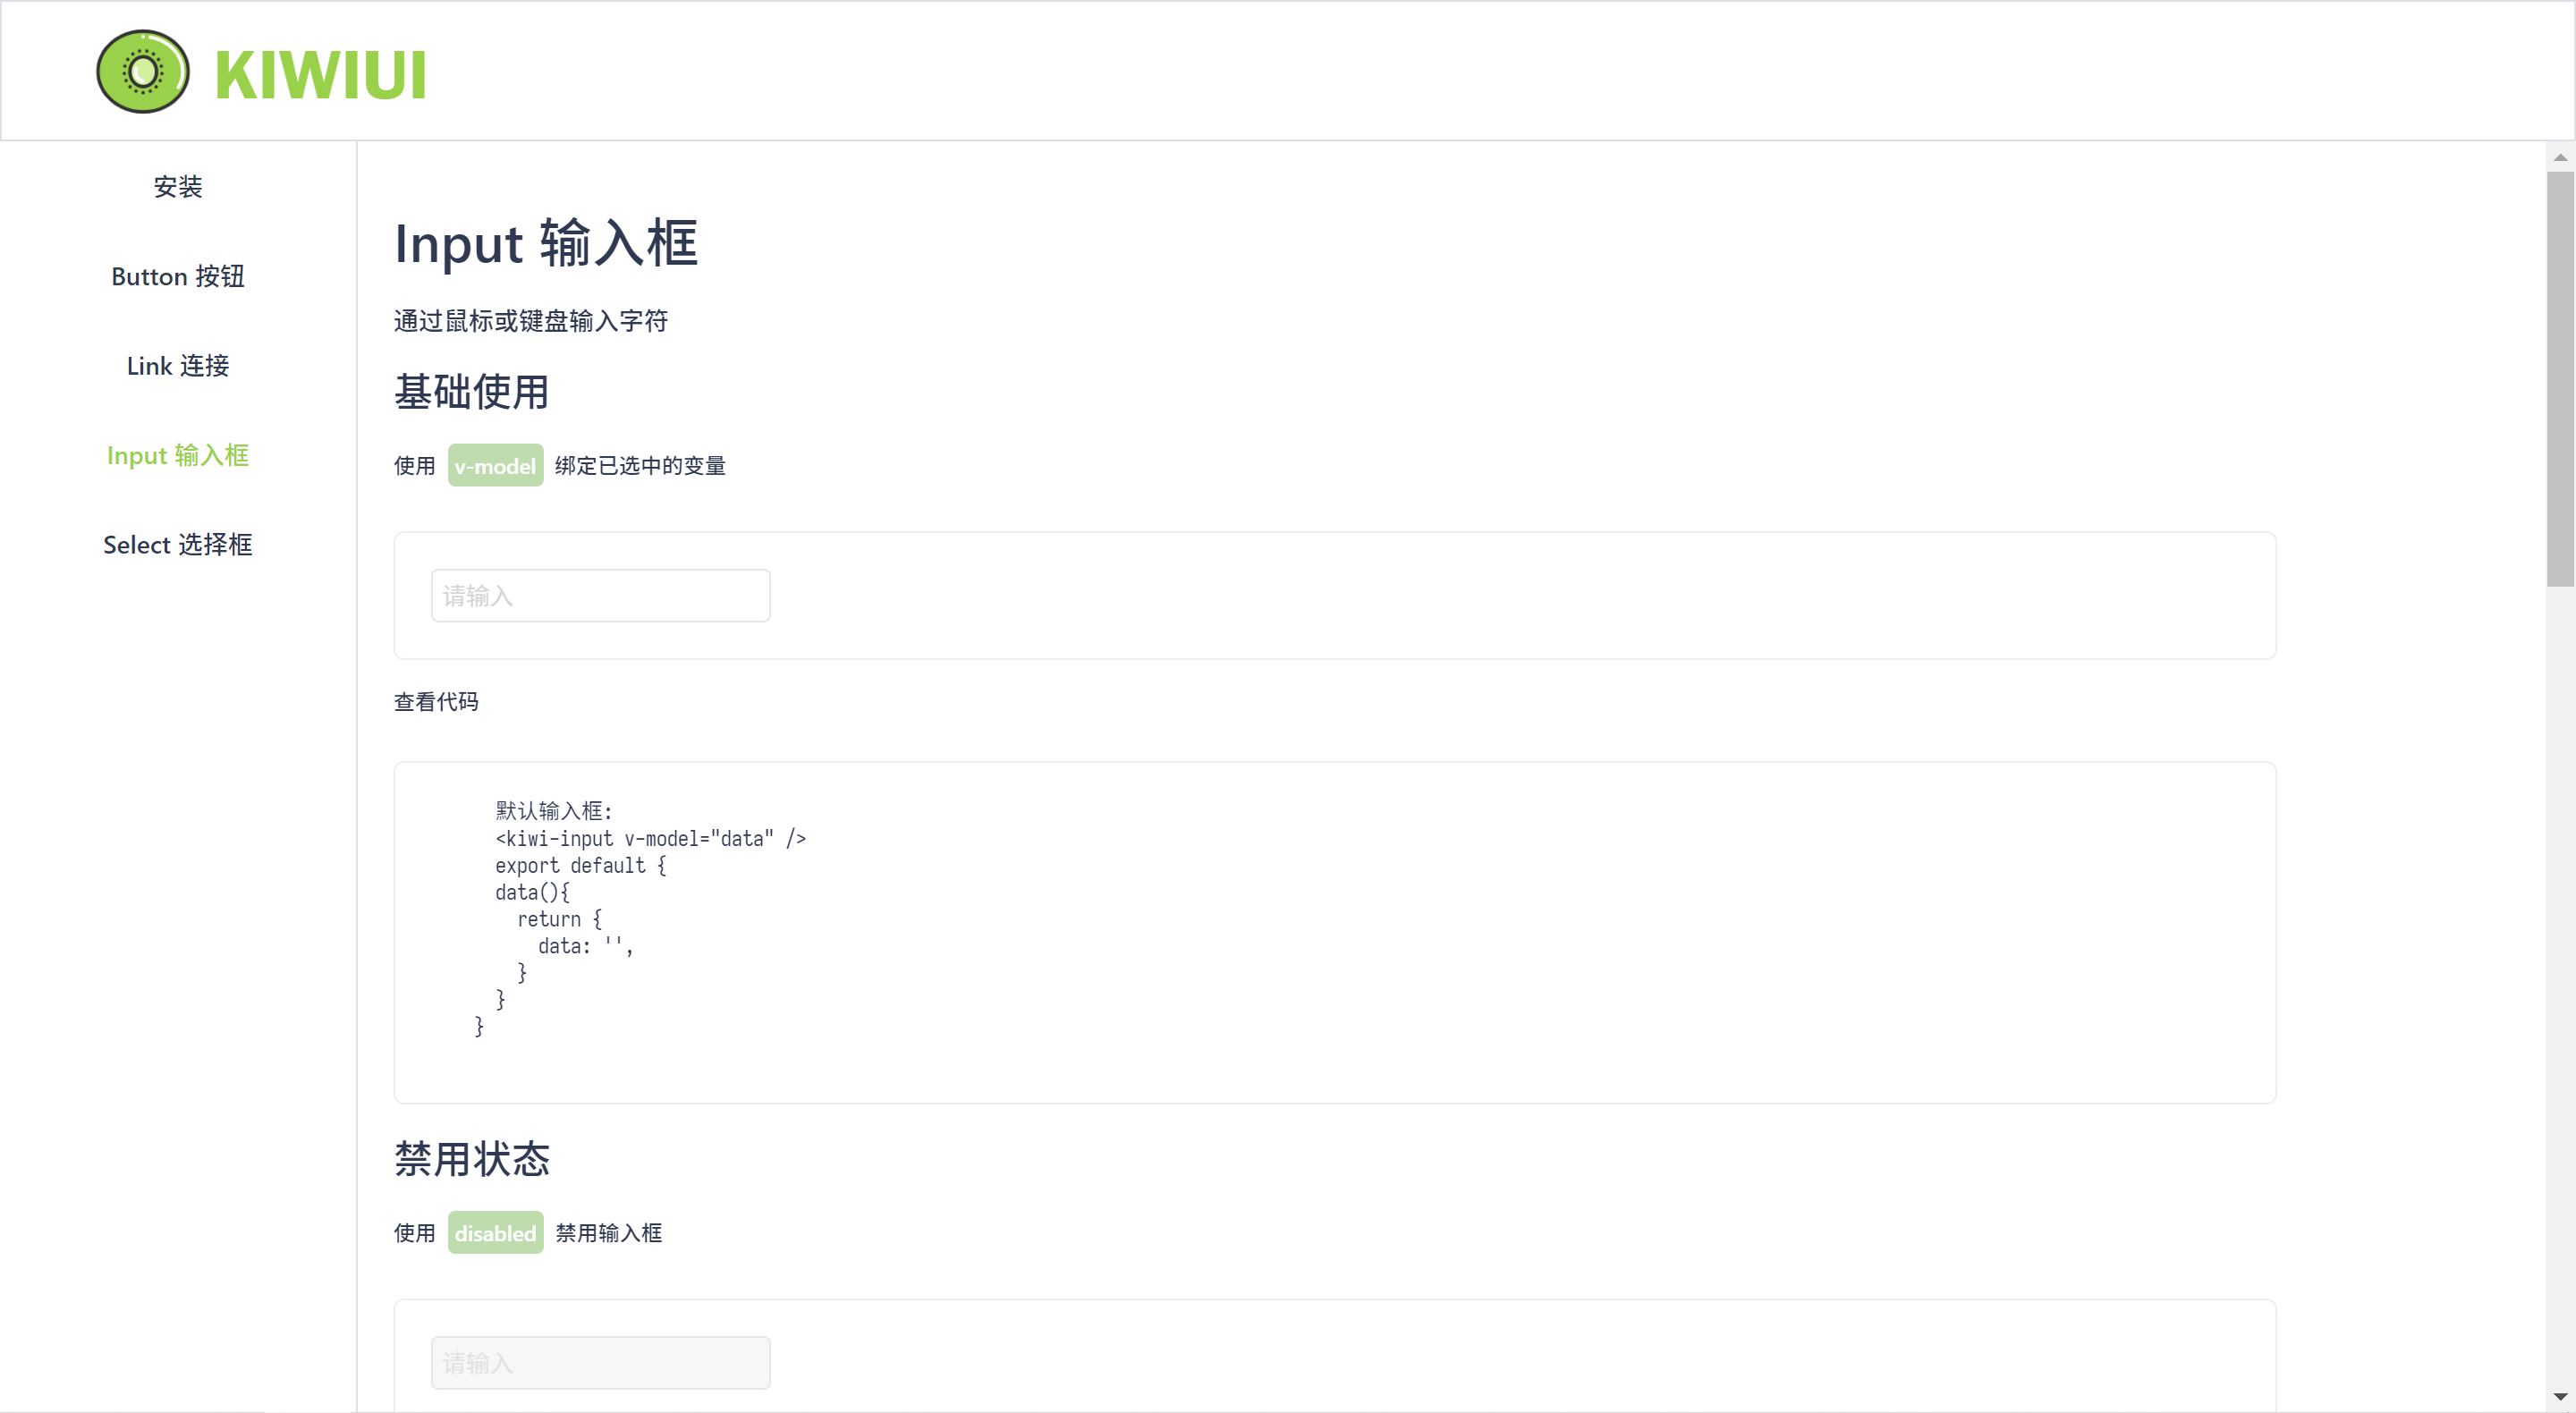 KIWIUI
安装
Button 按钮
Link 连接
Input 输入框
Select 选择框
Input 输入框
通过鼠标或键盘输入字符
基础使用
使用 v-model 绑定已选中的变量
请输入
查看代码
默认输入框:
<kiwi-input v-model="data" />
export default {
data(){
return {
data: '',
}
}
}
禁用状态
使用 disabled 禁用输入框
请输入